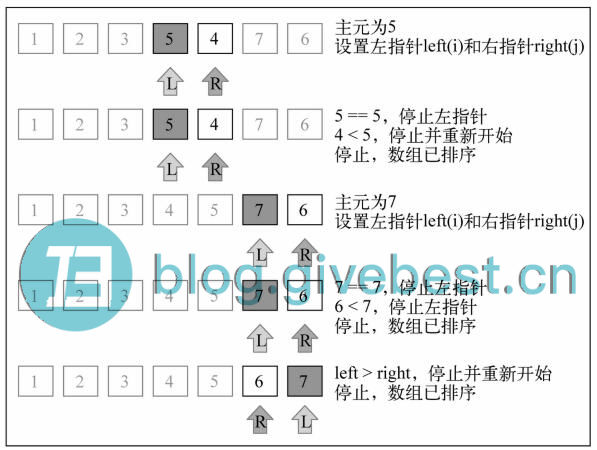 1 2 3 5 4 7 6 主元为5
设置左指针left(i)和右指针right(j)
L R
1 2 3 5 4 7 6 5 == 5，停止左指针
4 < 5，停止并重新开始
停止，数组已排序
L R
1 2 3 4 5 7 6 主元为7
设置左指针left(i)和右指针right(j)
L R
blog.givebest.cn
1 2 3 4 5 7 6 7 == 7，停止左指针
6 < 7，停止左指针
停止，数组已排序
L R
1 2 3 4 5 6 7 left > right，停止并重新开始
停止，数组已排序
R L